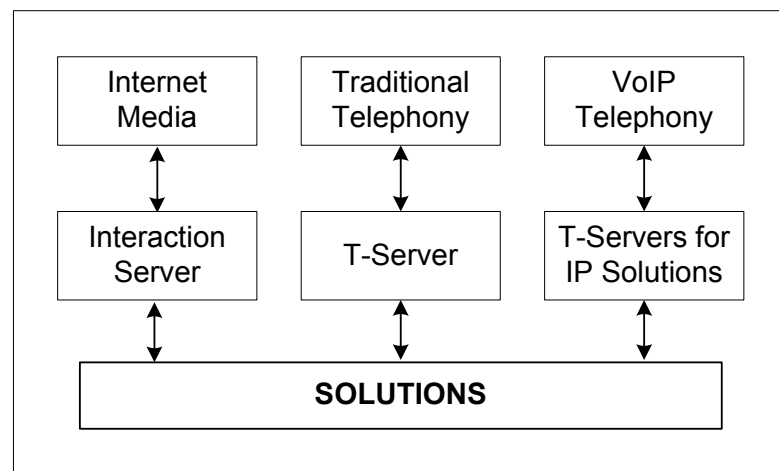 Internet
Media
Traditional
Telephony
VoIP
Telephony
Interaction
Server
T-Server
T-Servers for
IP Solutions
SOLUTIONS